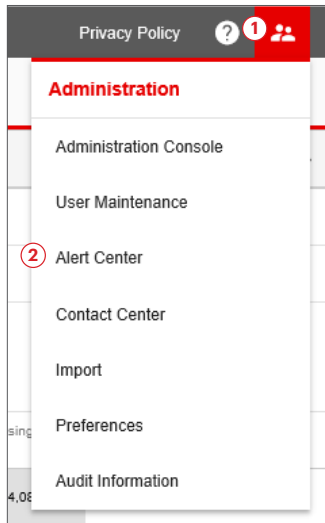 Privacy Policy ? 1
Administration
Administration Console
User Maintenance
2 Alert Center
Contact Center
Import
Preferences
sing
Audit Information
4,08